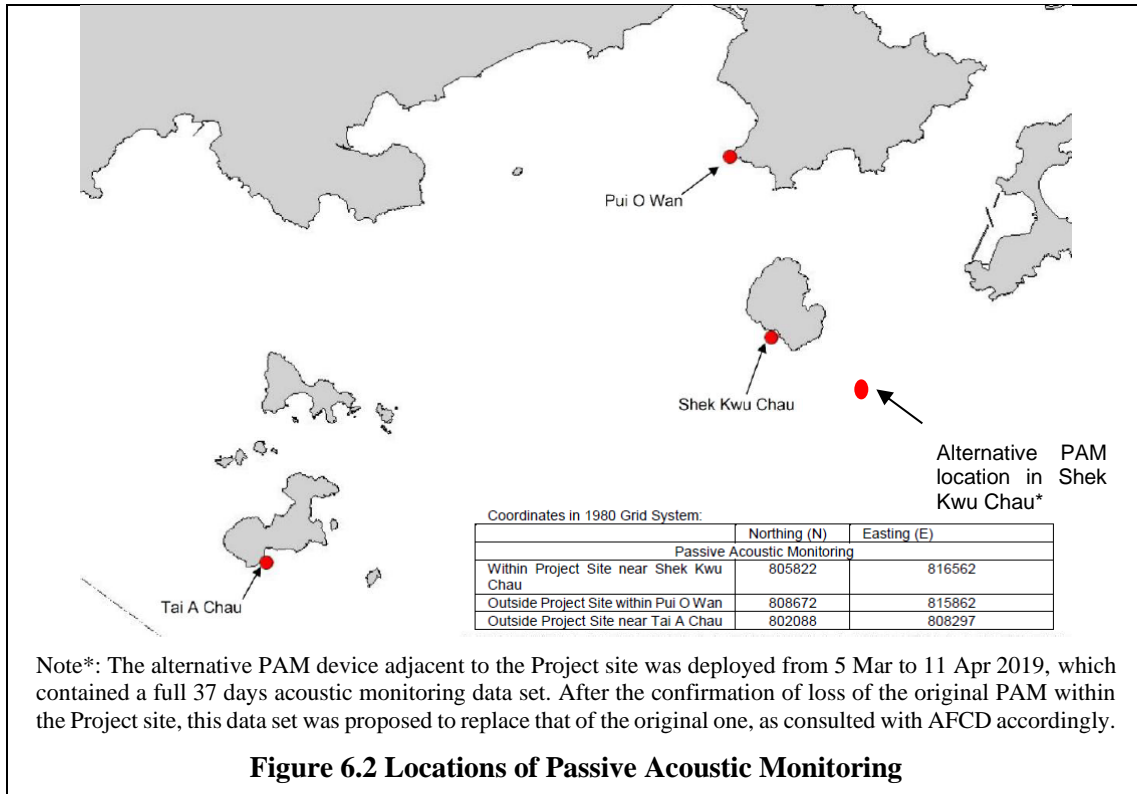 Pui O Wan
Shek Kwu Chau
Alternative PAM
location in Shek
Kwu Chau*
Tai A Chau
Coordinates in 1980 Grid System:
Northing (N) Easting (E)
Passive Acoustic Monitoring
Within Project Site near Shek Kwu
Chau 805822 816562
Outside Project Site within Pui O Wan 808672 815862
Outside Project Site near Tai A Chau 802088 808297
Note*: The alternative PAM device adjacent to the Project site was deployed from 5 Mar to 11 Apr 2019, which
contained a full 37 days acoustic monitoring data set. After the confirmation of loss of the original PAM within
the Project site, this data set was proposed to replace that of the original one, as consulted with AFCD accordingly.
Figure 6.2 Locations of Passive Acoustic Monitoring